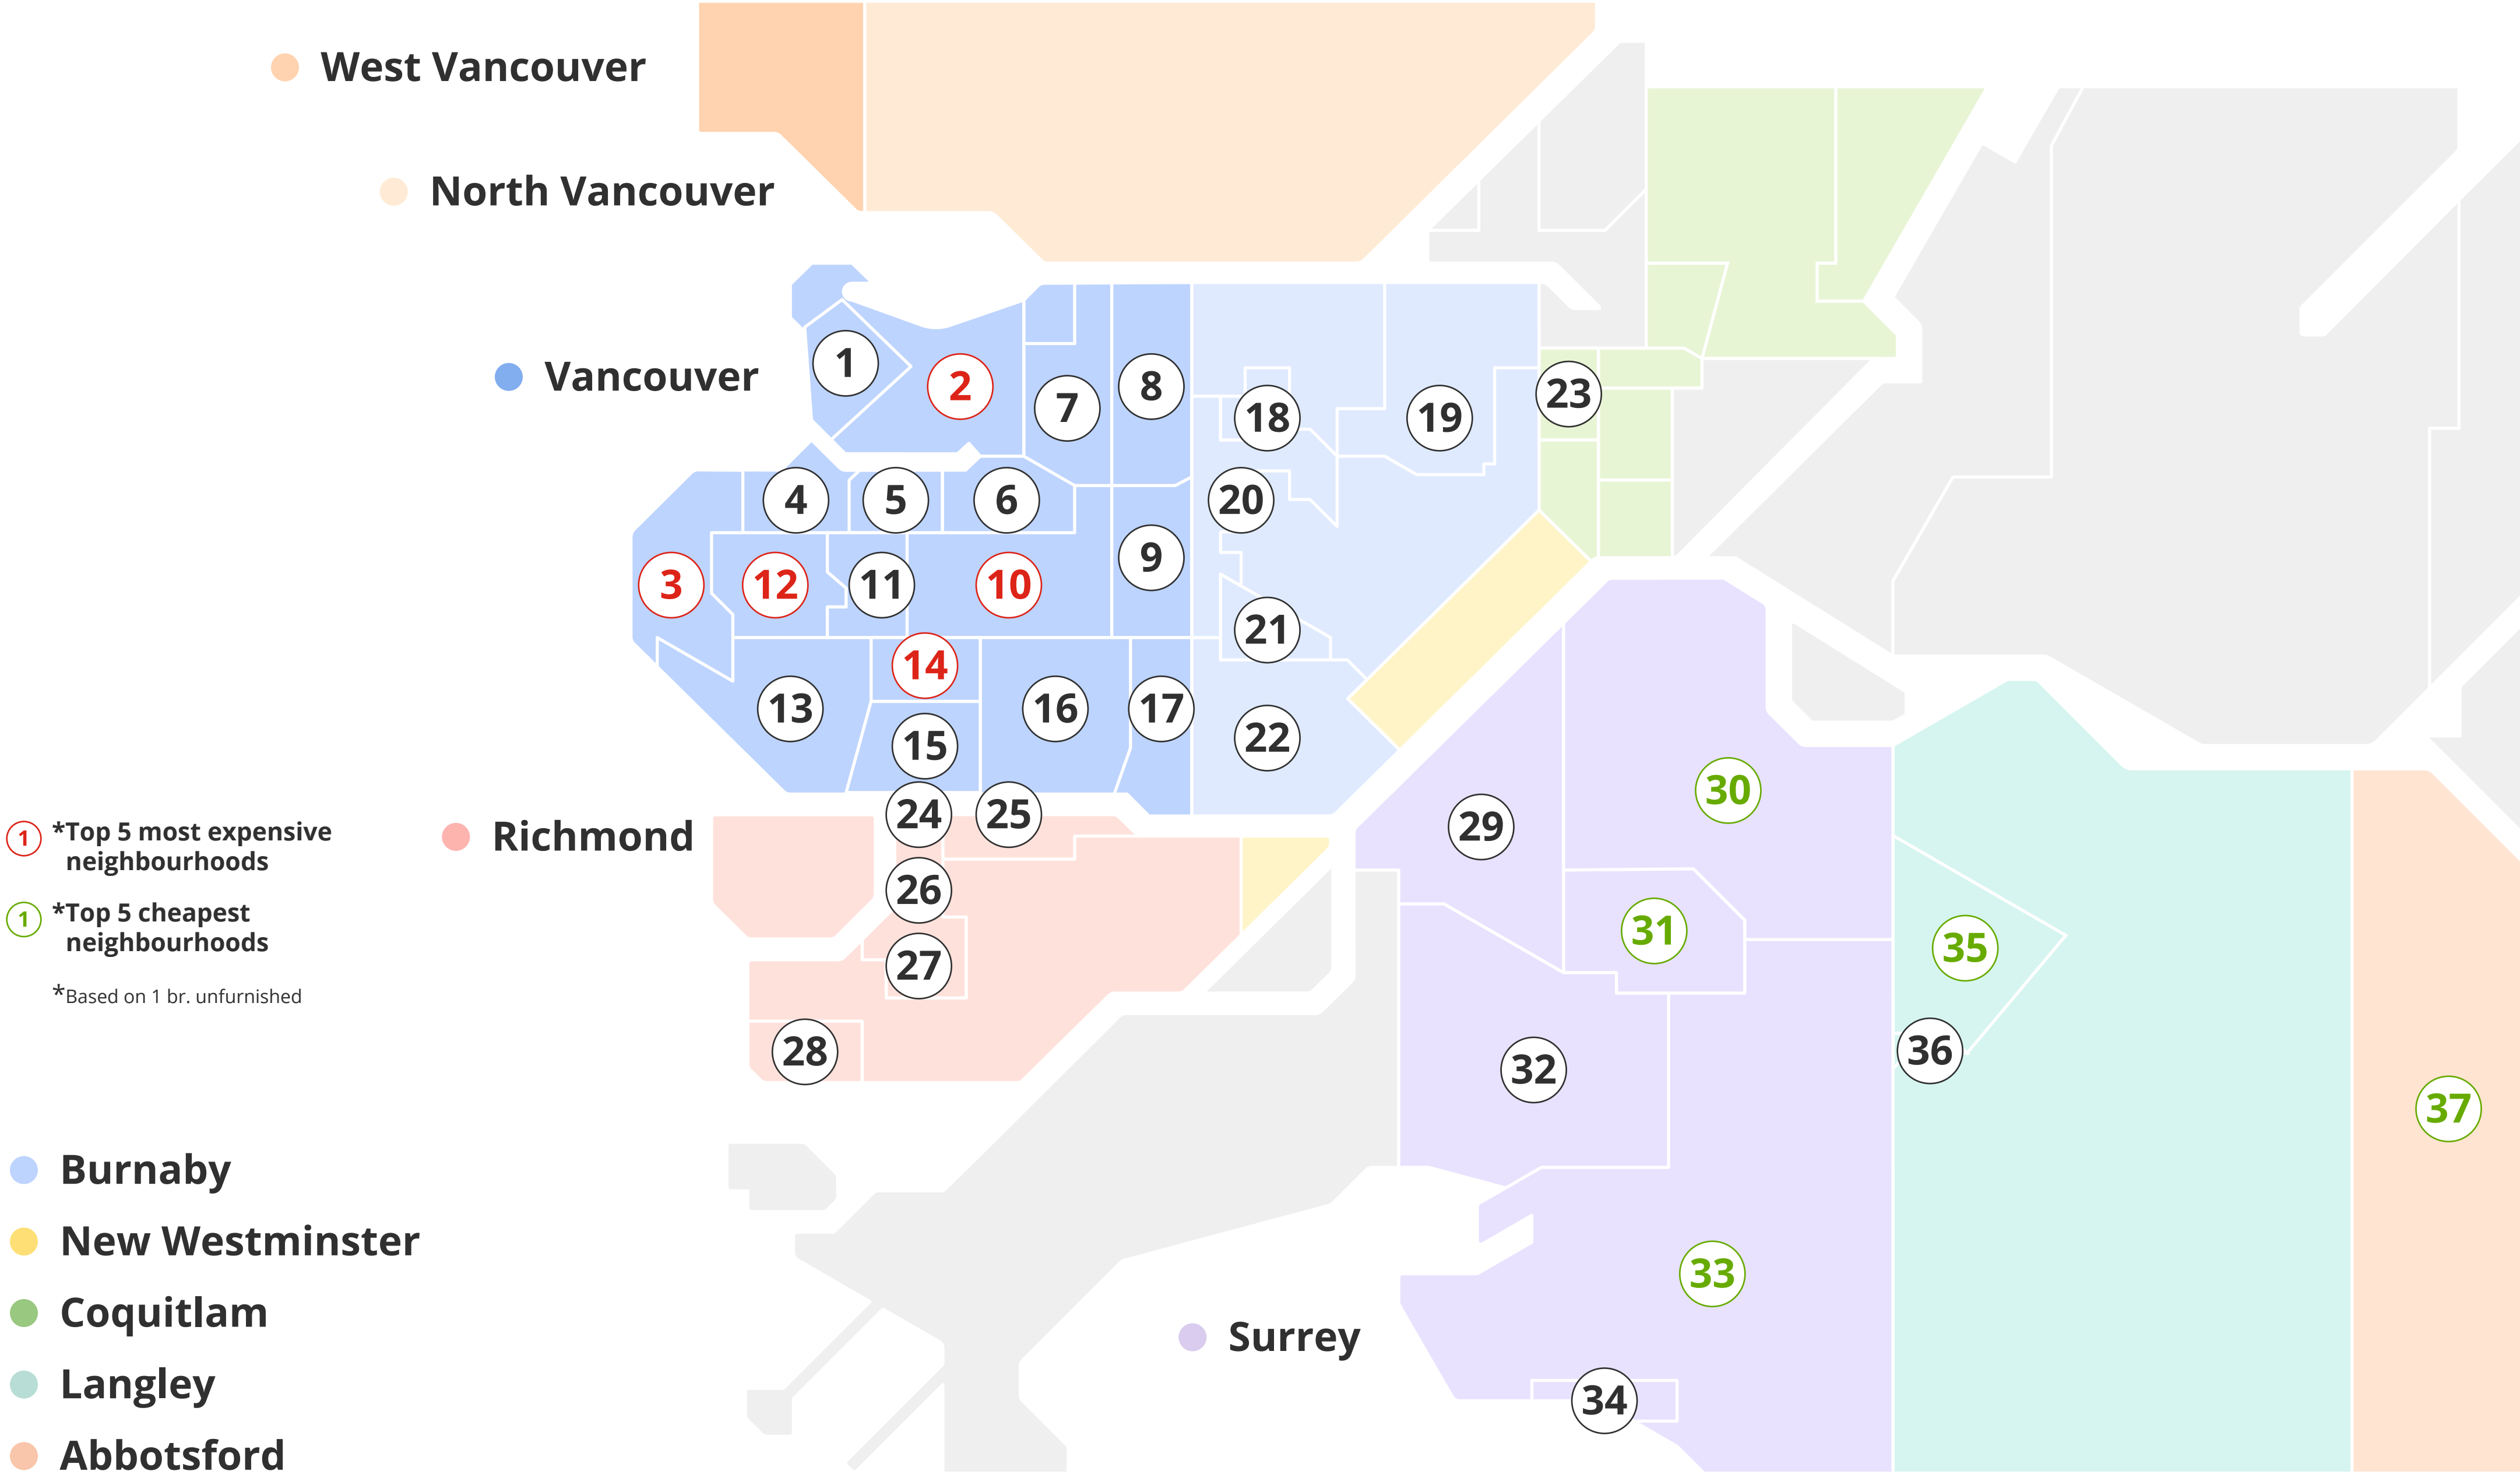 West Vancouver
North Vancouver
Vancouver
1
2
7
8
18
19
23
4
5
6
20
3
12
11
10
9
21
14
13
16
17
15
22
30
24
25
29
*Top 5 most expensive
neighbourhoods
1
Richmond
26
*Top 5 cheapest
neighbourhoods
1
31
35
27
*Based on 1 br. unfurnished
28
36
32
37
Burnaby
New Westminster
33
Coquitlam
Surrey
Langley
34
Abbotsford